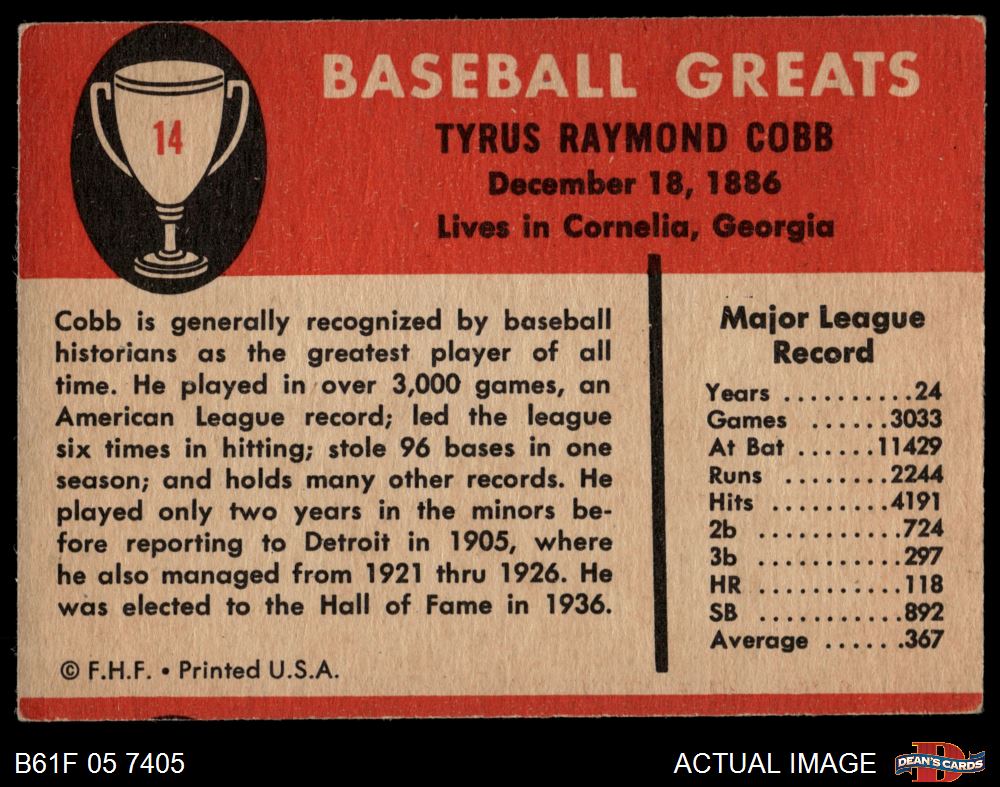 14
BASEBALL GREATS
TYRUS RAYMOND COBB
December 18, 1886
Lives in Cornelia, Georgia
Cobb is generally recognized by baseball
historians as the greatest player of all
time. He played in over 3,000 games, an
American League record; led the league
six times in hitting; stole 96 bases in one
season; and holds many other records. He
played only two years in the minors be-
fore reporting to Detroit in 1905, where
he also managed from 1921 thru 1926. He
was elected to the Hall of Fame in 1936.
© F.H.F. • Printed U.S.A.
Major League
Record
Years ..........24
Games ......3033
At Bat ......11429
Runs ........2244
Hits .........4191
2b ...........724
3b ...........297
HR ...........118
SB ...........892
Average ......367
B61F 05 7405
ACTUAL IMAGE
D
DEAN'S CARDS